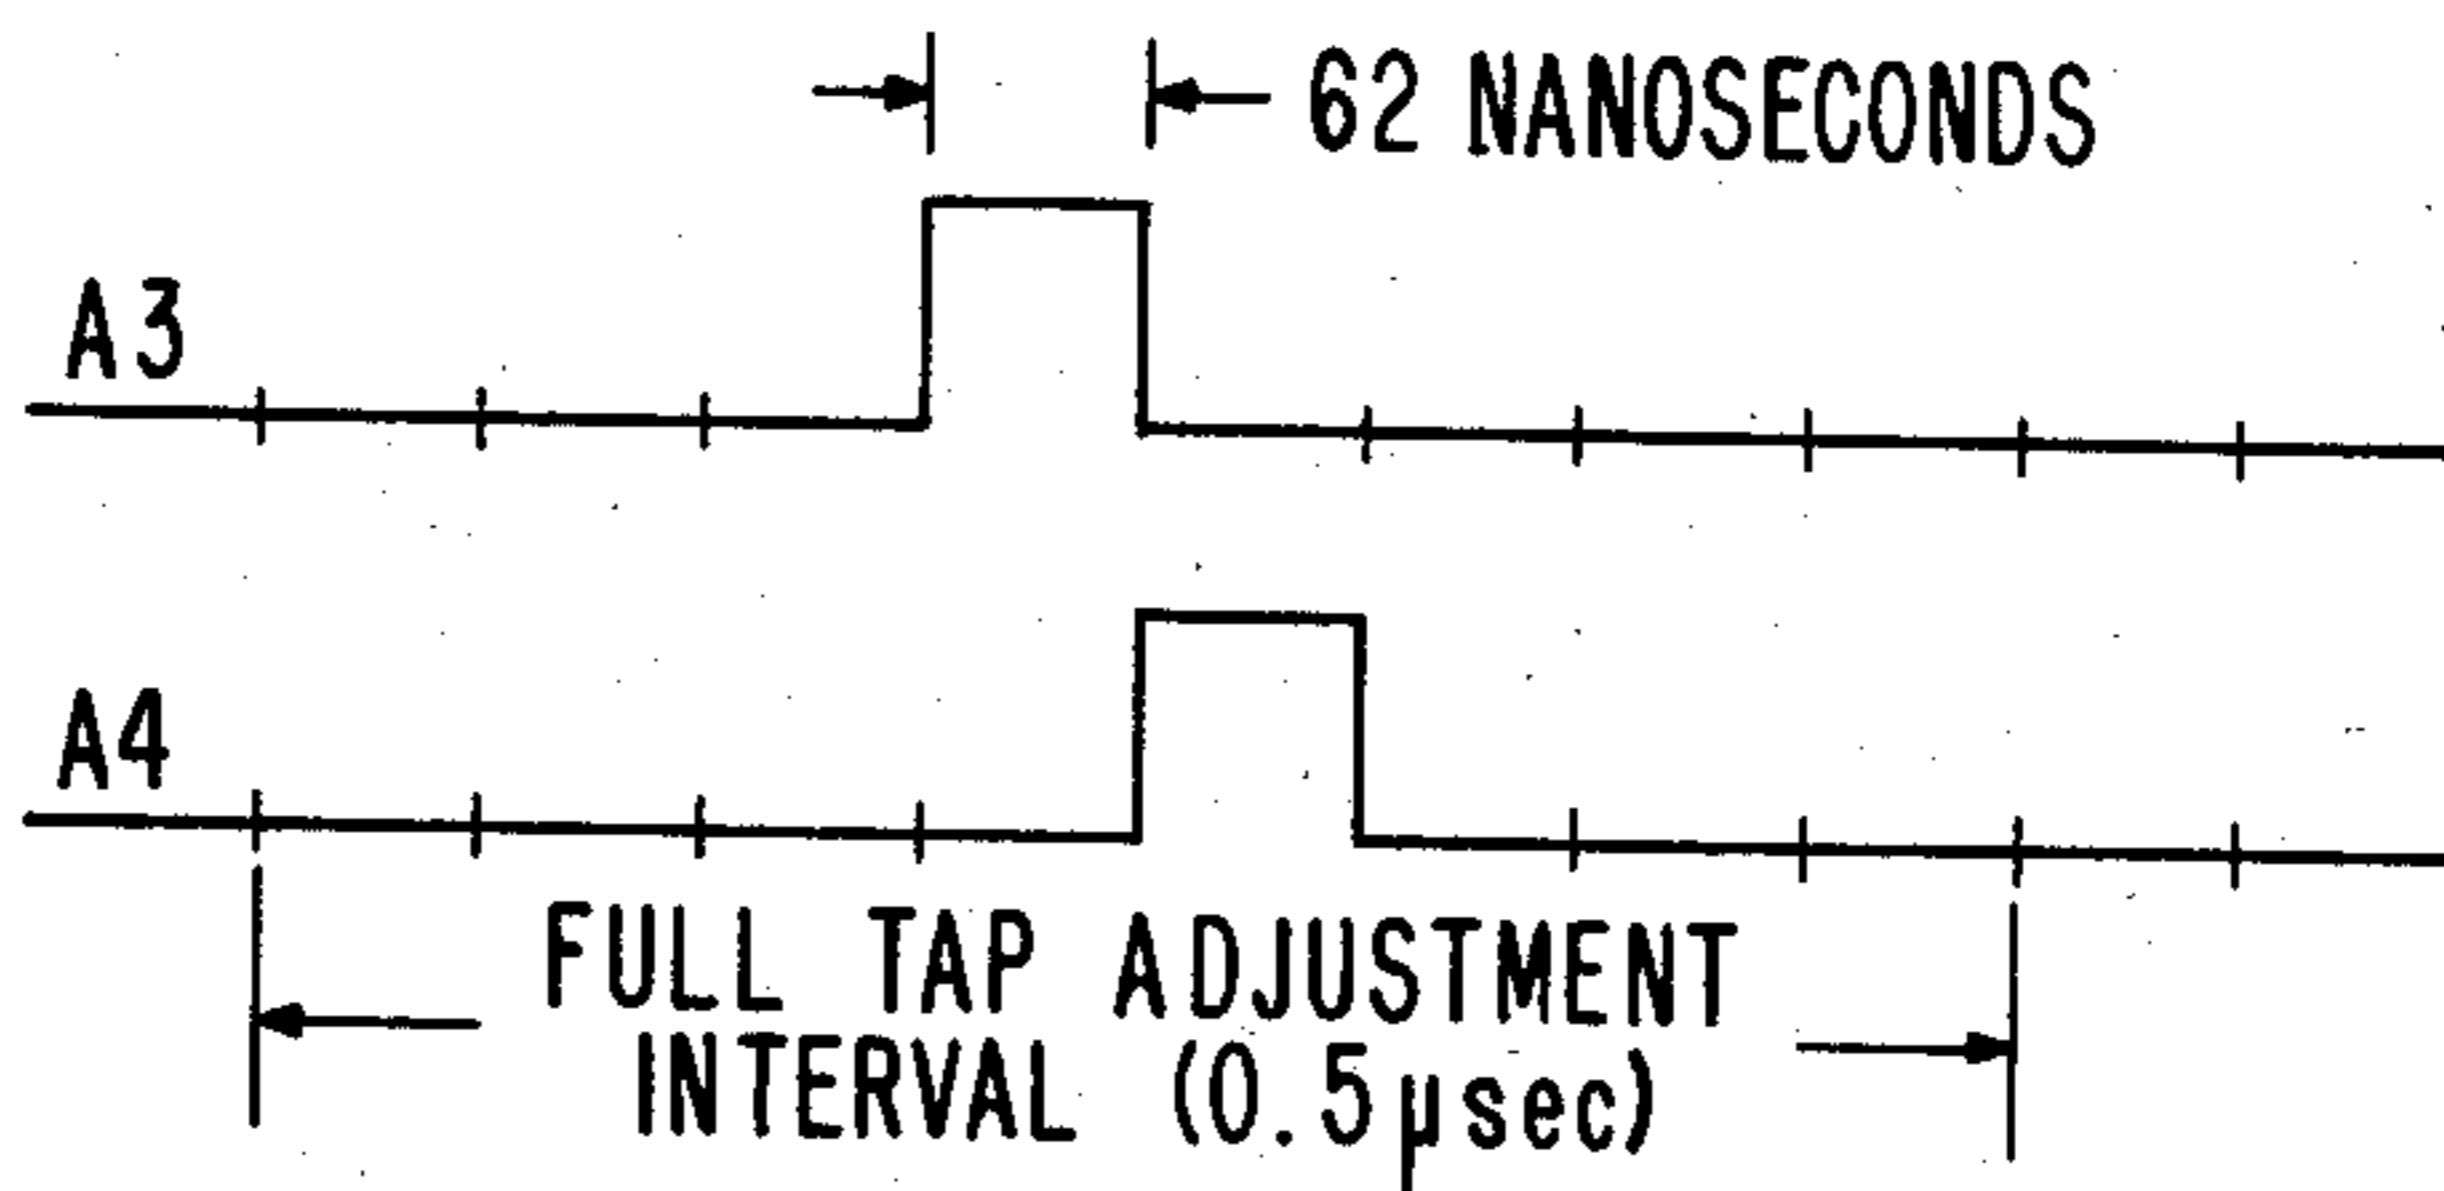 62 NANOSECONDS
A3
A4
FULL TAP ADJUSTMENT
INTERVAL (0.5μsec)